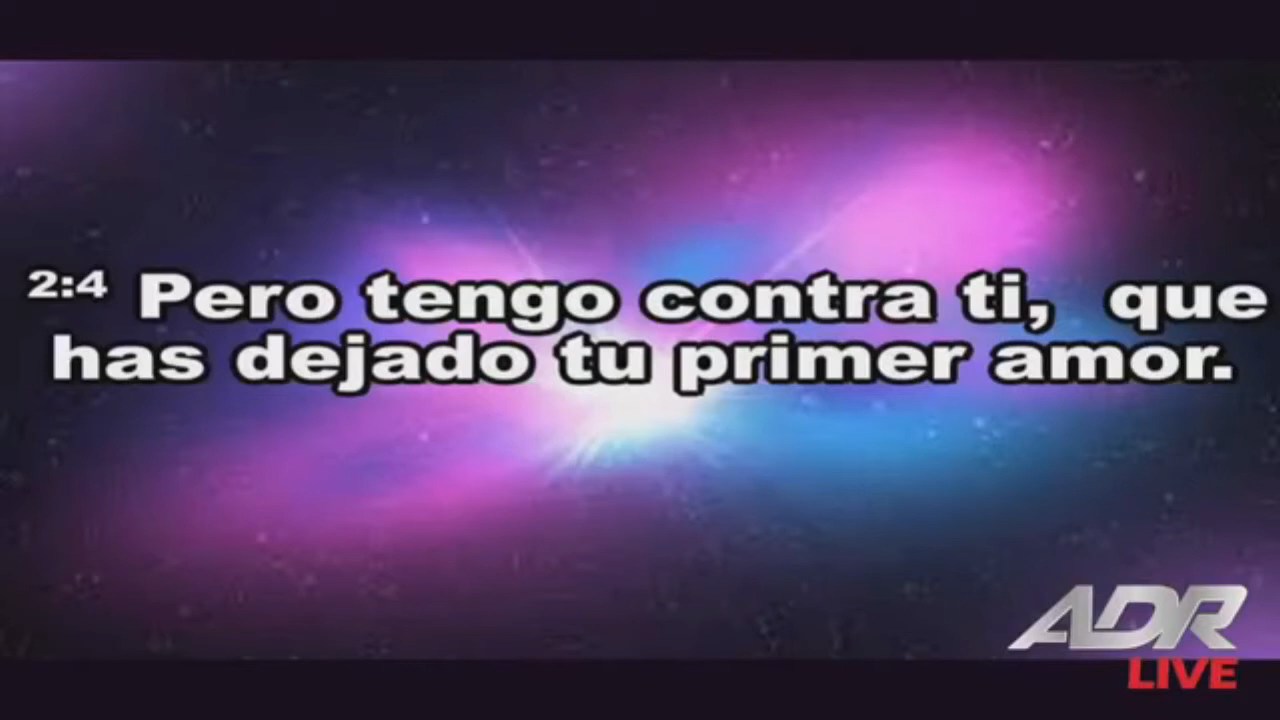 2:4 Pero tengo contra ti, que
has dejado tu primer amor.
ADR
LIVE